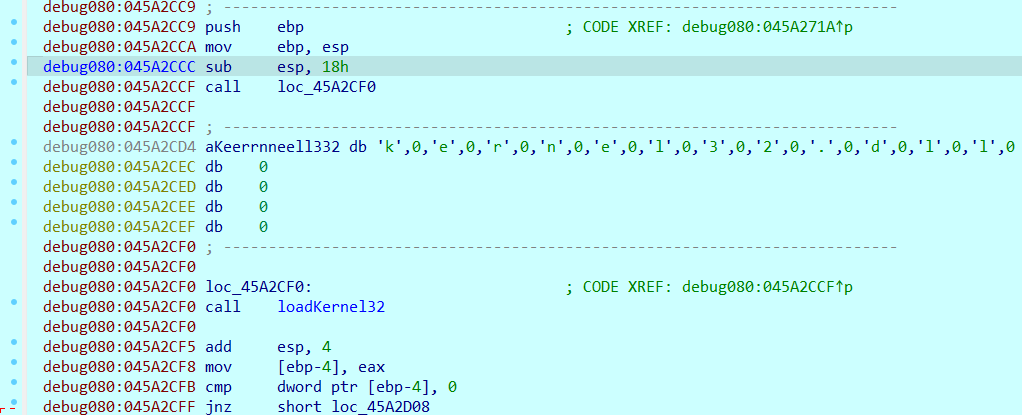 debug080:045A2CC9 ; ---------------------------------------------------------------------------
debug080:045A2CC9 push ebp ; CODE XREF: debug080:045A271A↑p
debug080:045A2CCA mov ebp, esp
debug080:045A2CCC sub esp, 18h
debug080:045A2CCF call loc_45A2CF0
debug080:045A2CCF
debug080:045A2CCF ; ---------------------------------------------------------------------------
debug080:045A2CD4 aKeerrnneell332 db 'k',0,'e',0,'r',0,'n',0,'e',0,'l',0,'3',0,'2',0,'.',0,'d',0,'l',0,'l',0
debug080:045A2CEC db 0
debug080:045A2CED db 0
debug080:045A2CEE db 0
debug080:045A2CEF db 0
debug080:045A2CF0 ; ---------------------------------------------------------------------------
debug080:045A2CF0
debug080:045A2CF0 loc_45A2CF0: ; CODE XREF: debug080:045A2CCF↑p
debug080:045A2CF0 call loadKernel32
debug080:045A2CF0
debug080:045A2CF5 add esp, 4
debug080:045A2CF8 mov [ebp-4], eax
debug080:045A2CFB cmp dword ptr [ebp-4], 0
debug080:045A2CFF jnz short loc_45A2D08